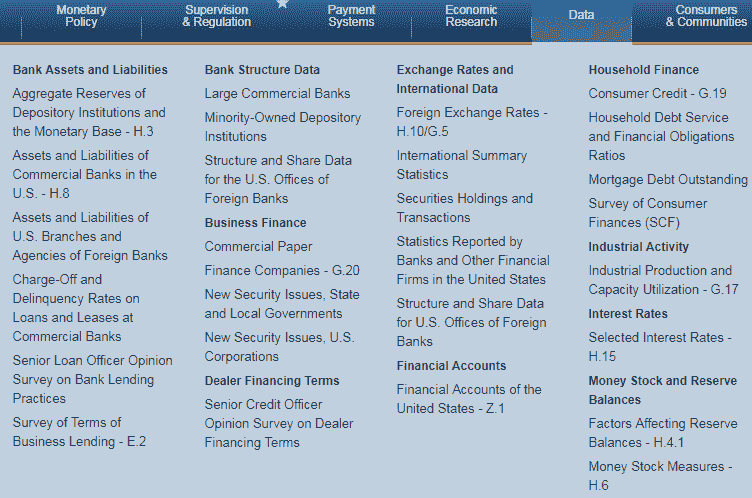 Monetary
Policy
Supervision
& Regulation
Payment
Systems
Economic
Research
Data
Consumers
& Communities
Bank Assets and Liabilities
Aggregate Reserves of
Depository Institutions and
the Monetary Base - H.3
Assets and Liabilities of
Commercial Banks in the
U.S. - H.8
Assets and Liabilities of
U.S. Branches and
Agencies of Foreign Banks
Charge-Off and
Delinquency Rates on
Loans and Leases at
Commercial Banks
Senior Loan Officer Opinion
Survey on Bank Lending
Practices
Survey of Terms of
Business Lending - E.2
Bank Structure Data
Large Commercial Banks
Minority-Owned Depository
Institutions
Structure and Share Data
for the U.S. Offices of
Foreign Banks
Business Finance
Commercial Paper
Finance Companies - G.20
New Security Issues, State
and Local Governments
New Security Issues, U.S.
Corporations
Dealer Financing Terms
Senior Credit Officer
Opinion Survey on Dealer
Financing Terms
Exchange Rates and
International Data
Foreign Exchange Rates -
H.10/G.5
International Summary
Statistics
Securities Holdings and
Transactions
Statistics Reported by
Banks and Other Financial
Firms in the United States
Structure and Share Data
for U.S. Offices of Foreign
Banks
Financial Accounts
Financial Accounts of the
United States - Z.1
Household Finance
Consumer Credit - G.19
Household Debt Service
and Financial Obligations
Ratios
Mortgage Debt Outstanding
Survey of Consumer
Finances (SCF)
Industrial Activity
Industrial Production and
Capacity Utilization - G.17
Interest Rates
Selected Interest Rates -
H.15
Money Stock and Reserve
Balances
Factors Affecting Reserve
Balances - H.4.1
Money Stock Measures -
H.6